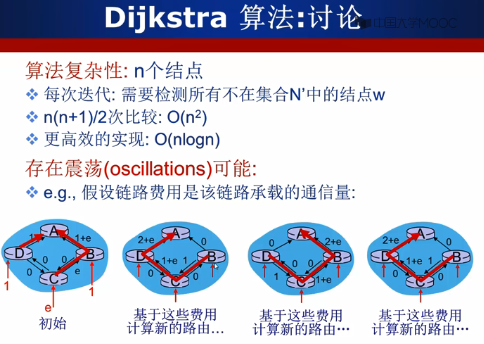 Dijkstra 算法:讨论
中国大学MOOC
算法复杂性: n个结点
每次迭代: 需要检测所有不在集合N'中的结点w
n(n+1)/2次比较: O(n²)
更高效的实现: O(nlogn)
存在震荡(oscillations)可能:
e.g., 假设链路费用是该链路承载的通信量:
A
1
1+e
D
0
0
B
0
e
C
1
1
e
初始
A
2+e
0
D
1+e
1
B
0
0
C
基于这些费用
计算新的路由…
A
0
2+e
D
0
0
B
1
1+e
C
基于这些费用
计算新的路由…
A
2+e
0
D
1+e
1
B
0
0
C
基于这些费用
计算新的路由…